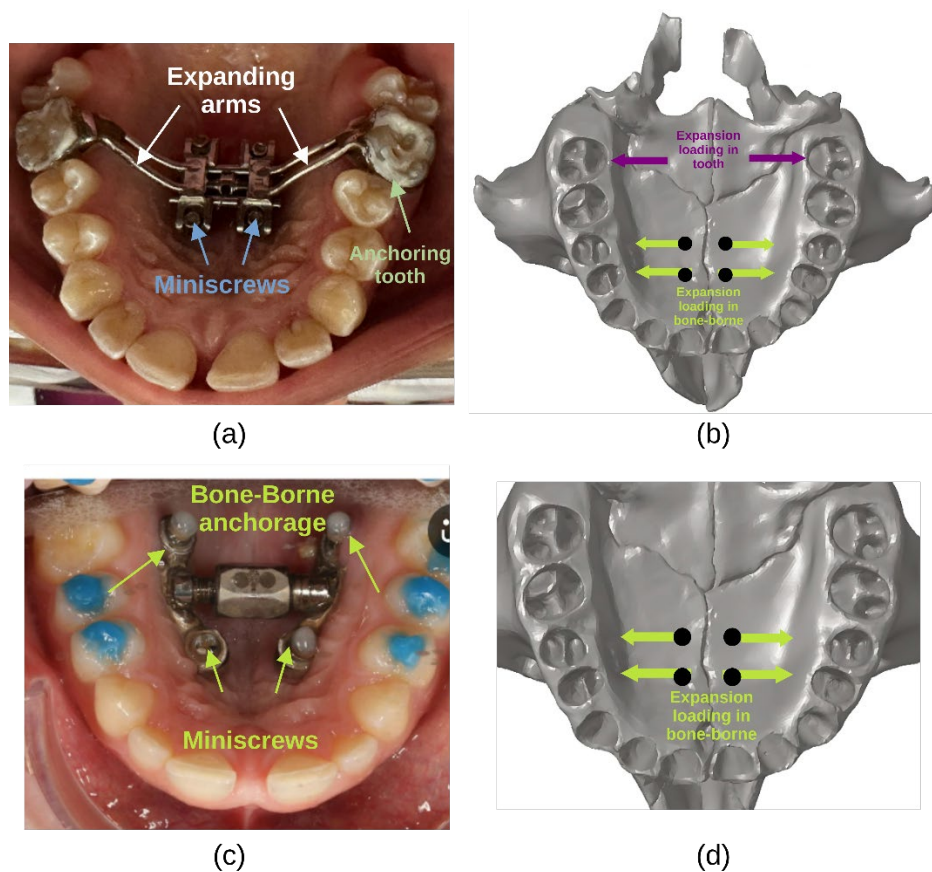 Expanding
arms
Miniscrews
Anchoring
tooth
(a)
Expansion
loading in
tooth
Expansion
loading in
bone-borne
(b)
Bone-Borne
anchorage
Miniscrews
(c)
Expansion
loading in
bone-borne
(d)